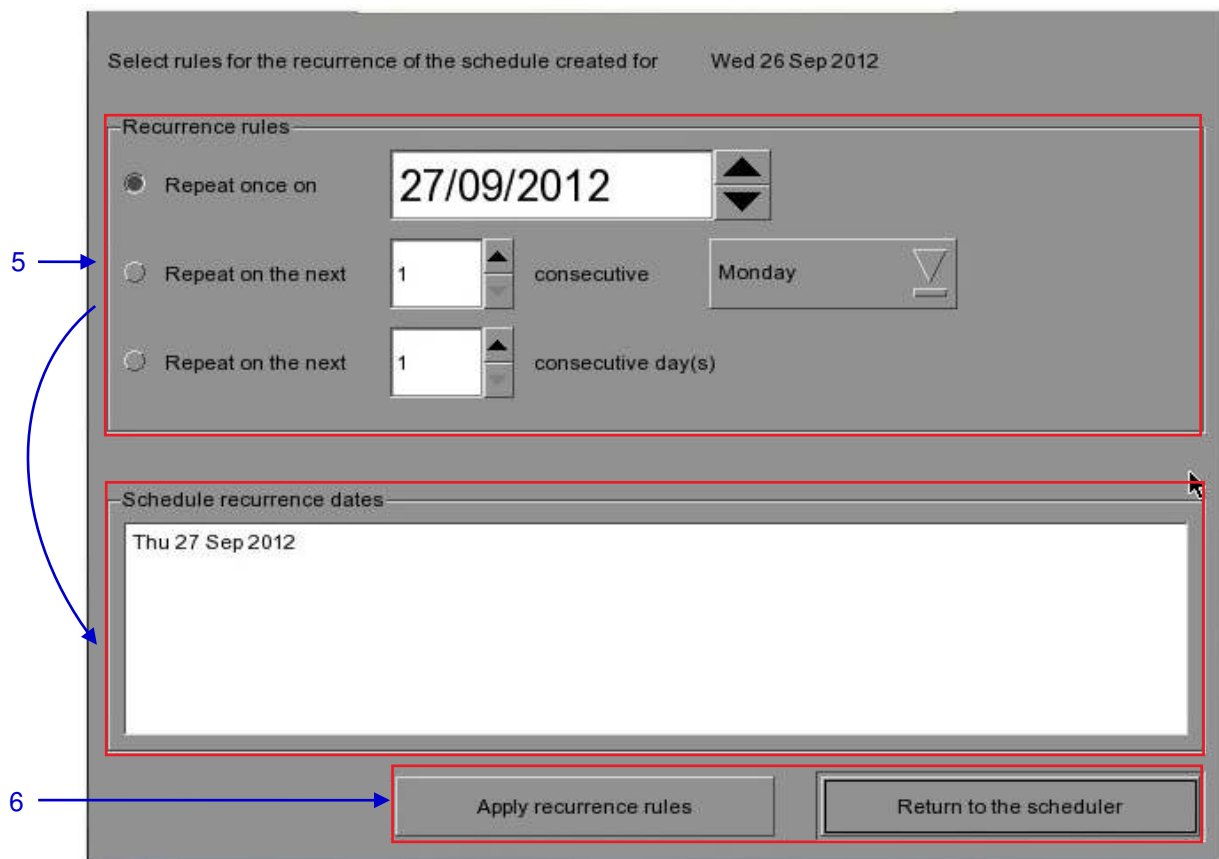 Select rules for the recurrence of the schedule created for Wed 26 Sep 2012
Recurrence rules
Repeat once on 27/09/2012
5
Repeat on the next 1 consecutive Monday
Repeat on the next 1 consecutive day(s)
Schedule recurrence dates
Thu 27 Sep 2012
6
Apply recurrence rules Return to the scheduler